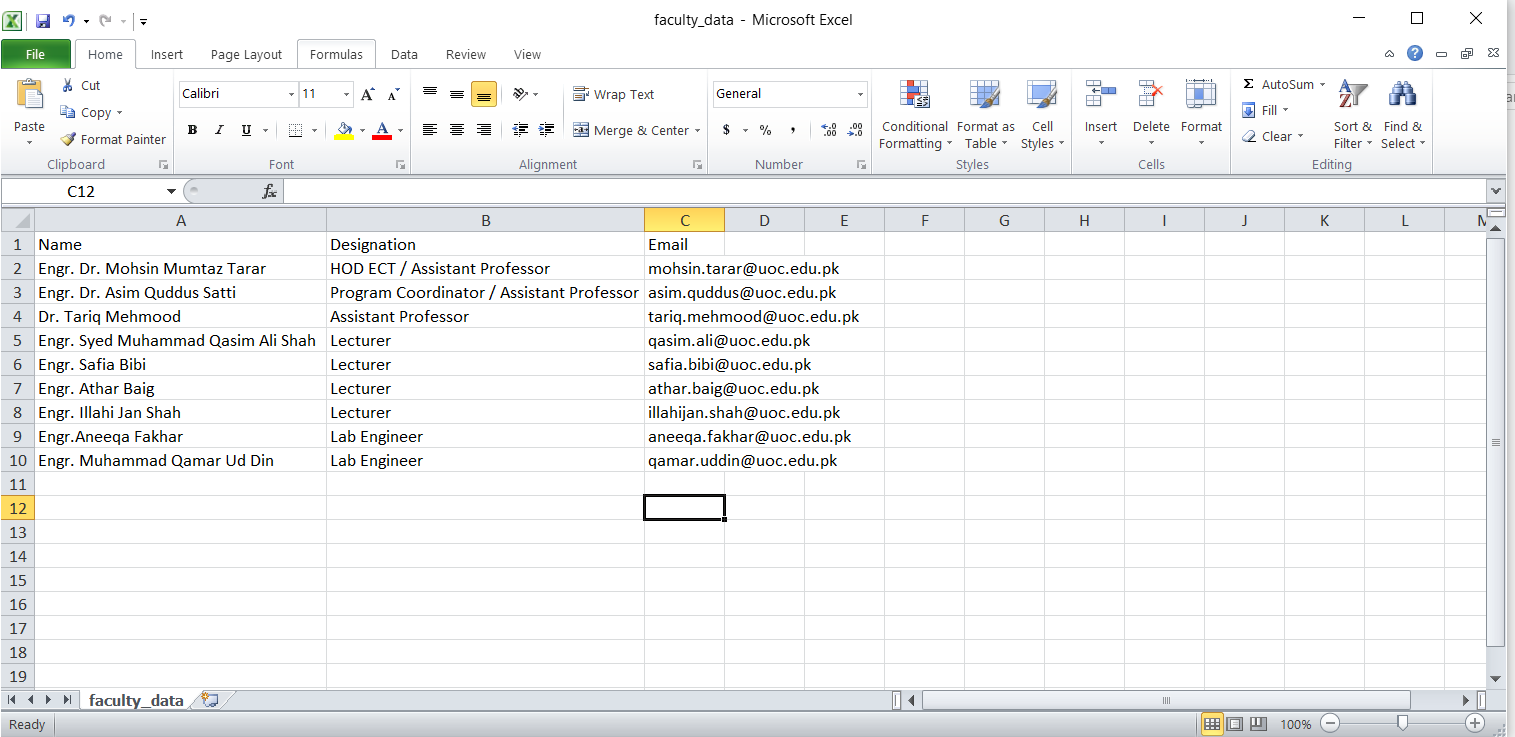 faculty_data - Microsoft Excel
File Home Insert Page Layout Formulas Data Review View
Paste
Cut
Copy
Format Painter
Clipboard
Calibri 11
B I U A
Font
Wrap Text
Merge & Center
Alignment
General
$ % ,
Number
Conditional Formatting
Format as Table
Cell Styles
Styles
Insert Delete Format
Cells
Σ AutoSum
Fill
Clear
Sort & Filter
Find & Select
Editing
C12 fx
A B C D E F G H I J K L M
1 Name Designation Email
2 Engr. Dr. Mohsin Mumtaz Tarar HOD ECT / Assistant Professor mohsin.tarar@uoc.edu.pk
3 Engr. Dr. Asim Quddus Satti Program Coordinator / Assistant Professor asim.quddus@uoc.edu.pk
4 Dr. Tariq Mehmood Assistant Professor tariq.mehmood@uoc.edu.pk
5 Engr. Syed Muhammad Qasim Ali Shah Lecturer qasim.ali@uoc.edu.pk
6 Engr. Safia Bibi Lecturer safia.bibi@uoc.edu.pk
7 Engr. Athar Baig Lecturer athar.baig@uoc.edu.pk
8 Engr. Illahi Jan Shah Lecturer illahijan.shah@uoc.edu.pk
9 Engr.Aneeqa Fakhar Lab Engineer aneeqa.fakhar@uoc.edu.pk
10 Engr. Muhammad Qamar Ud Din Lab Engineer qamar.uddin@uoc.edu.pk
11
12
13
14
15
16
17
18
19
faculty_data
Ready 100%